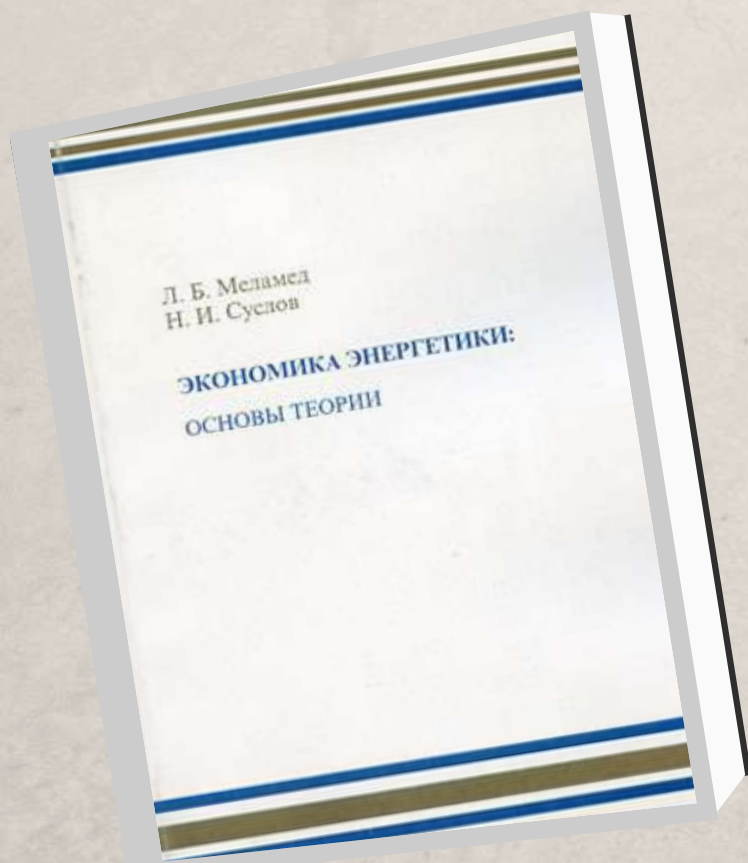 Л. Б. Меламед
Н. И. Суслов
ЭКОНОМИКА ЭНЕРГЕТИКИ:
ОСНОВЫ ТЕОРИИ